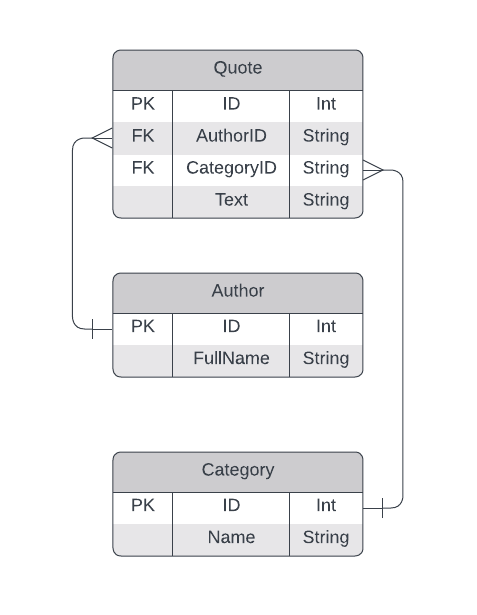 Quote
PK ID Int
FK AuthorID String
FK CategoryID String
Text String
Author
PK ID Int
FullName String
Category
PK ID Int
Name String